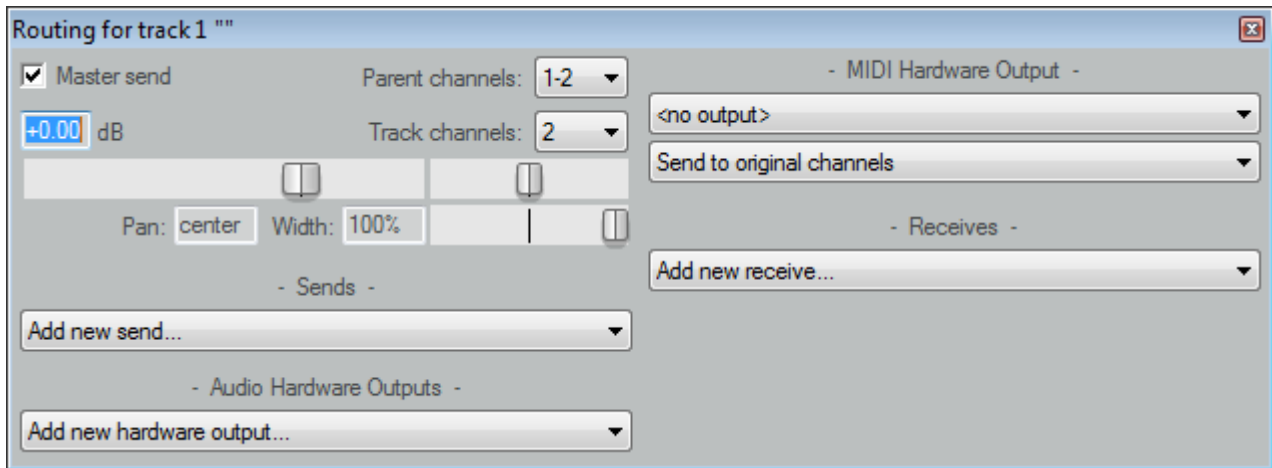 Routing for track 1 ""
Master send
Parent channels: 1-2
+0.00 dB
Track channels: 2
Pan: center Width: 100%
- Sends -
Add new send...
- Audio Hardware Outputs -
Add new hardware output...
- MIDI Hardware Output -
<no output>
Send to original channels
- Receives -
Add new receive...